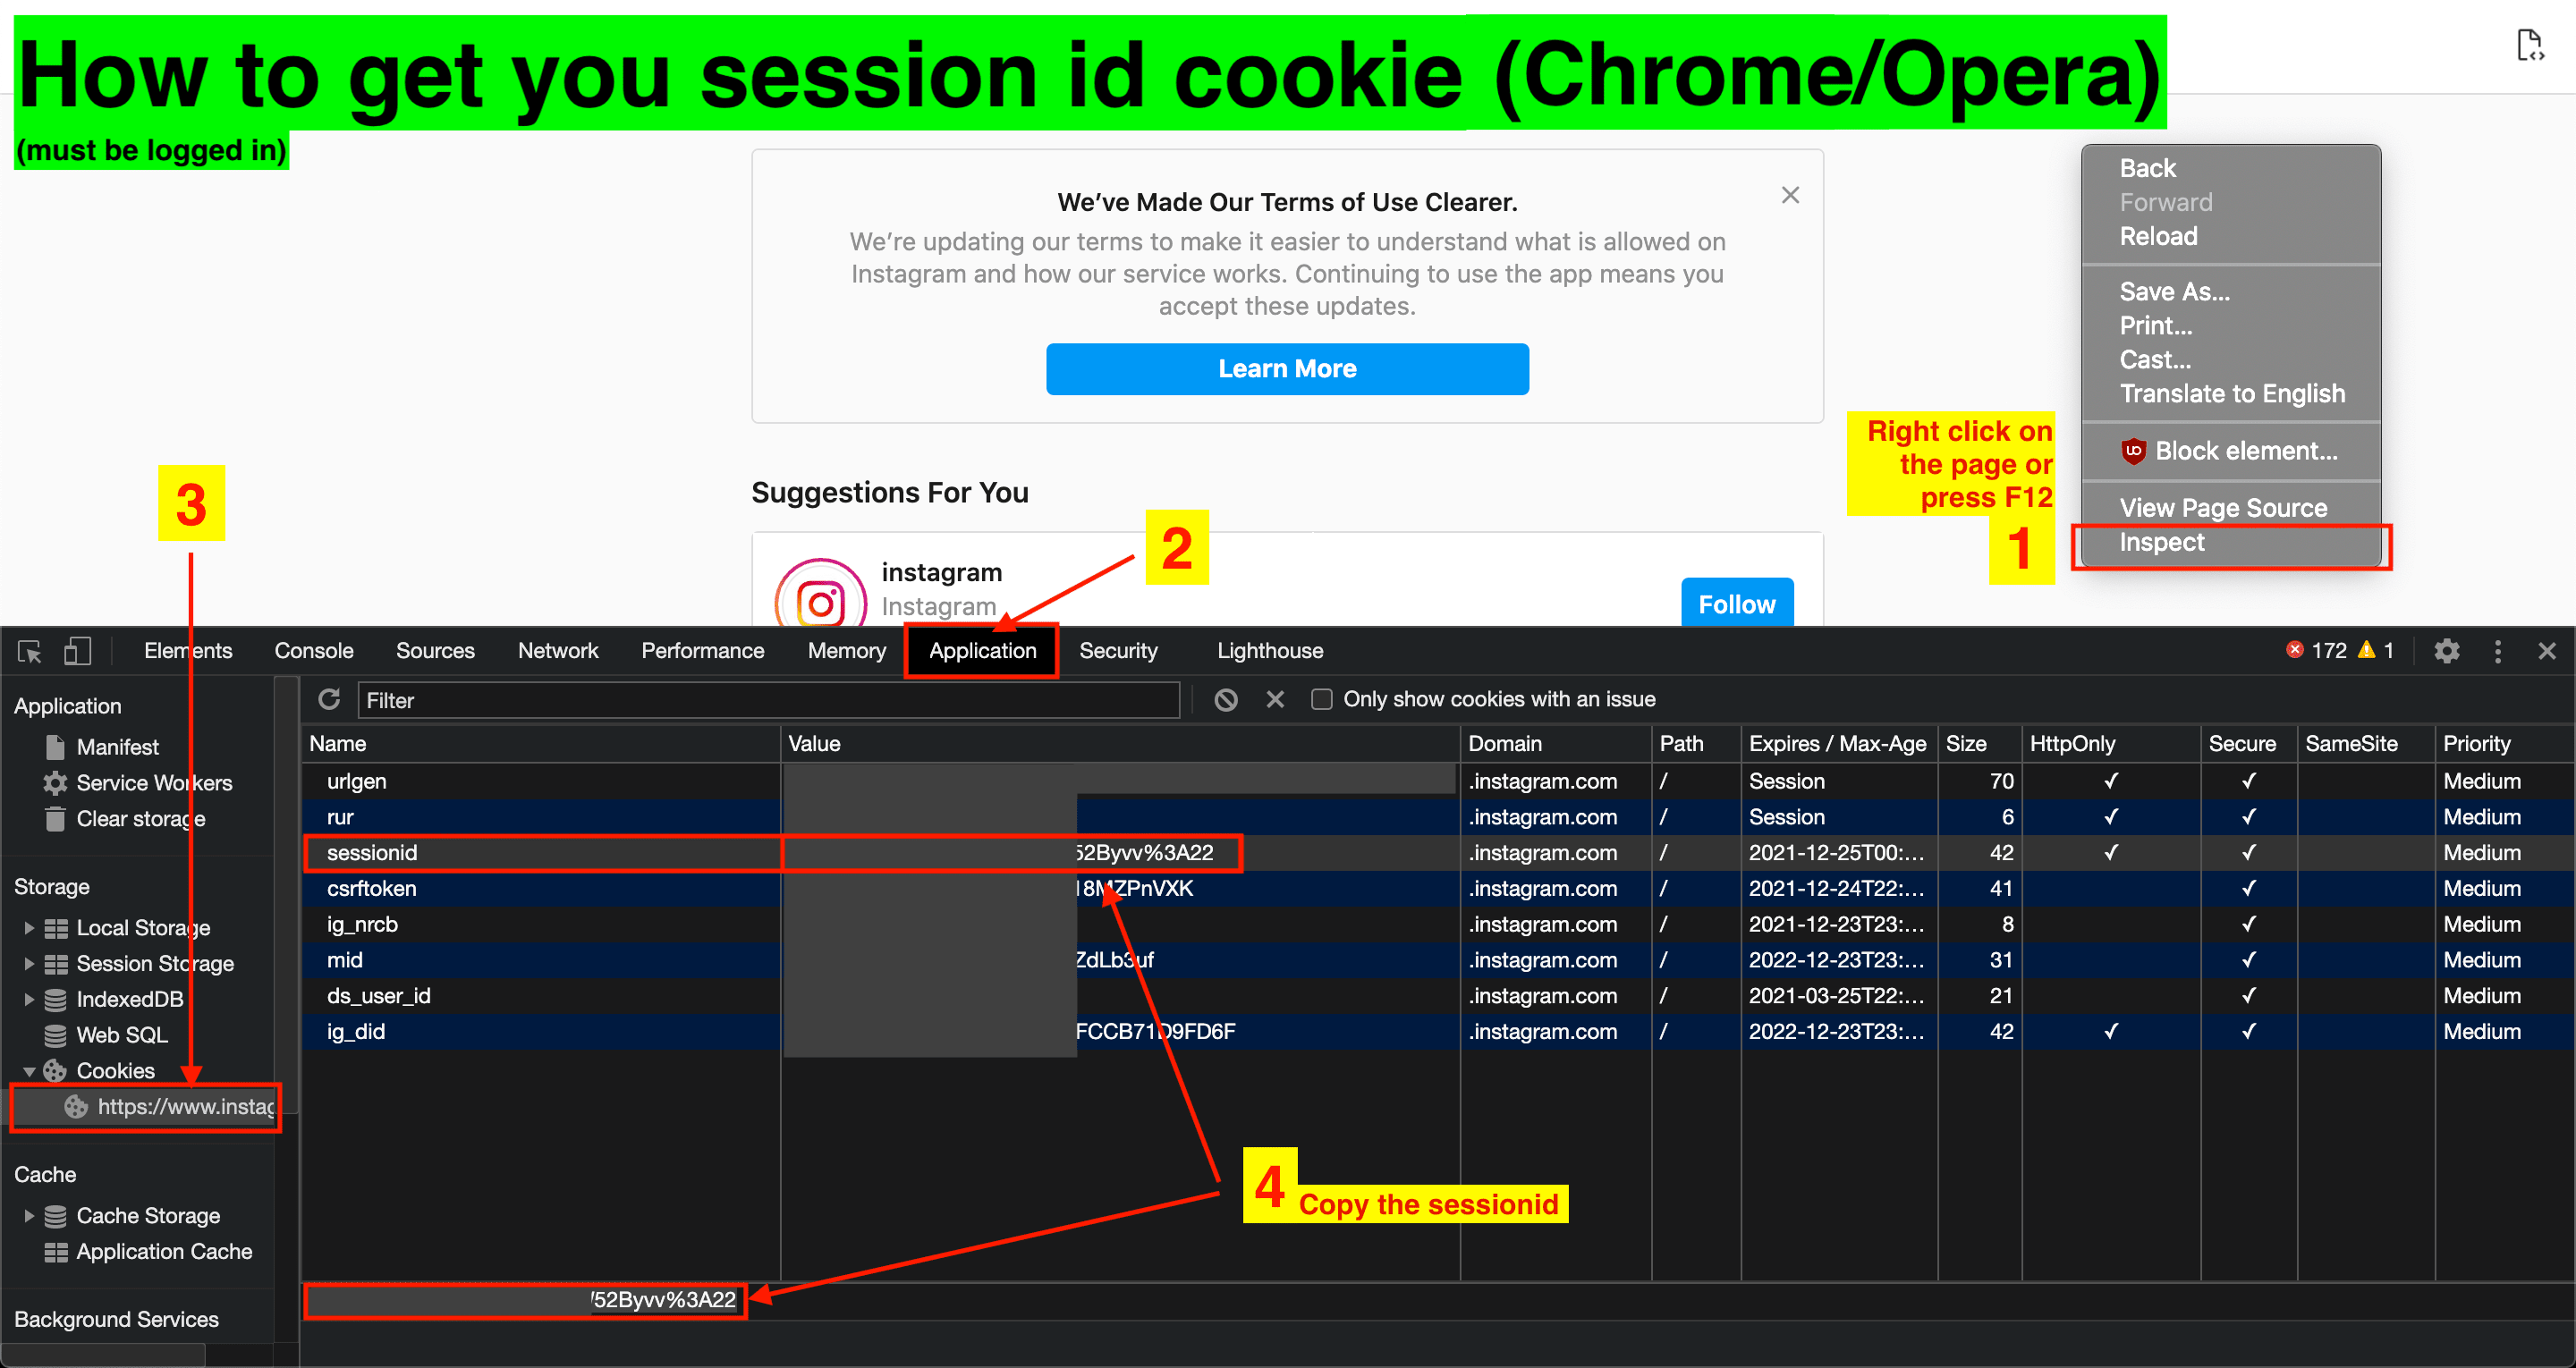 How to get you session id cookie (Chrome/Opera)
(must be logged in)
We’ve Made Our Terms of Use Clearer.
We’re updating our terms to make it easier to understand what is allowed on
Instagram and how our service works. Continuing to use the app means you
accept these updates.
Learn More
Back
Forward
Reload
Save As...
Print...
Cast...
Translate to English
Block element...
View Page Source
Inspect
Right click on
the page or
press F12
1
Suggestions For You
instagram
Instagram
Follow
2
3
Elements Console Sources Network Performance Memory Application Security Lighthouse 172 1
Application
Manifest
Service Workers
Clear storage
Storage
Local Storage
Session Storage
IndexedDB
Web SQL
Cookies
https://www.instag
Cache
Cache Storage
Application Cache
Background Services
Filter Only show cookies with an issue
Name Value Domain Path Expires / Max-Age Size HttpOnly Secure SameSite Priority
urlgen .instagram.com / Session 70 ✓ ✓ Medium
rur .instagram.com / Session 6 ✓ ✓ Medium
sessionid 52Byvv%3A22 .instagram.com / 2021-12-25T00:... 42 ✓ ✓ Medium
csrftoken 18MZPnVXK .instagram.com / 2021-12-24T22:... 41 ✓ Medium
ig_nrcb .instagram.com / 2021-12-23T23:... 8 ✓ Medium
mid ZdLb3uf .instagram.com / 2022-12-23T23:... 31 ✓ Medium
ds_user_id .instagram.com / 2021-03-25T22:... 21 ✓ Medium
ig_did FCCB71D9FD6F .instagram.com / 2022-12-23T23:... 42 ✓ ✓ Medium
4 Copy the sessionid
52Byvv%3A22